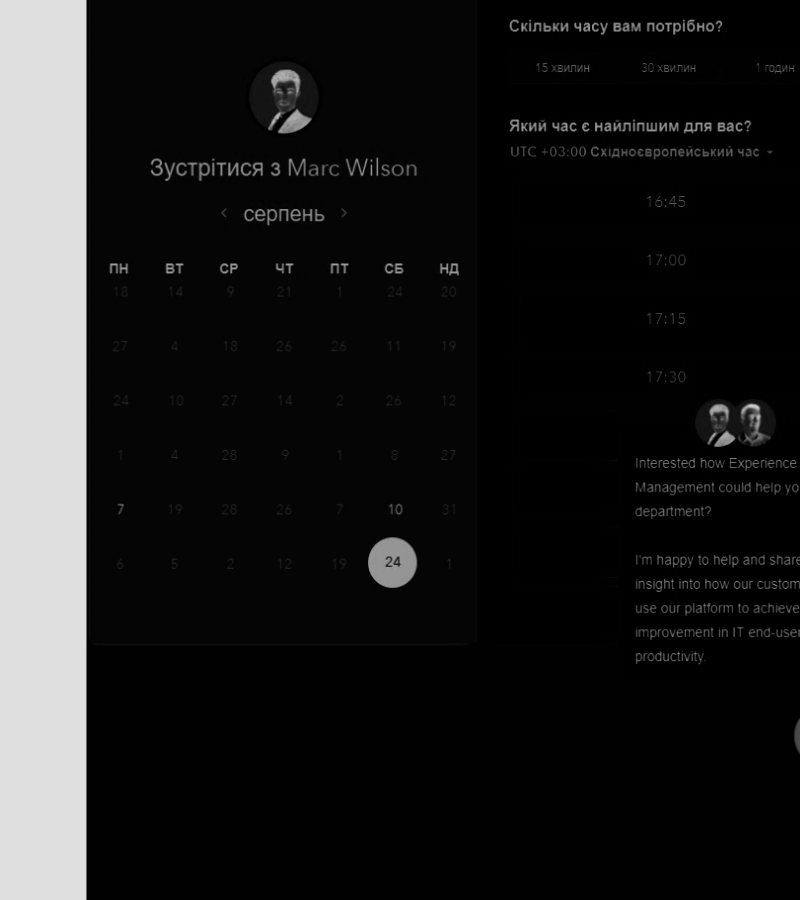 Зустрітися з Marc Wilson
серпень
ПН ВТ СР ЧТ ПТ СБ НД
18 14 9 21 1 24 20
27 4 18 26 26 11 19
24 10 27 14 2 26 12
1 4 28 9 1 8 27
7 19 28 26 7 10 31
6 5 2 12 19 24 1
Скільки часу вам потрібно?
15 хвилин 30 хвилин 1 годин
Який час є найліпшим для вас?
UTC +03:00 Східноєвропейський час
16:45
17:00
17:15
17:30
Interested how Experience
Management could help yo
department?
I'm happy to help and share
insight into how our custom
use our platform to achieve
improvement in IT end-user
productivity.